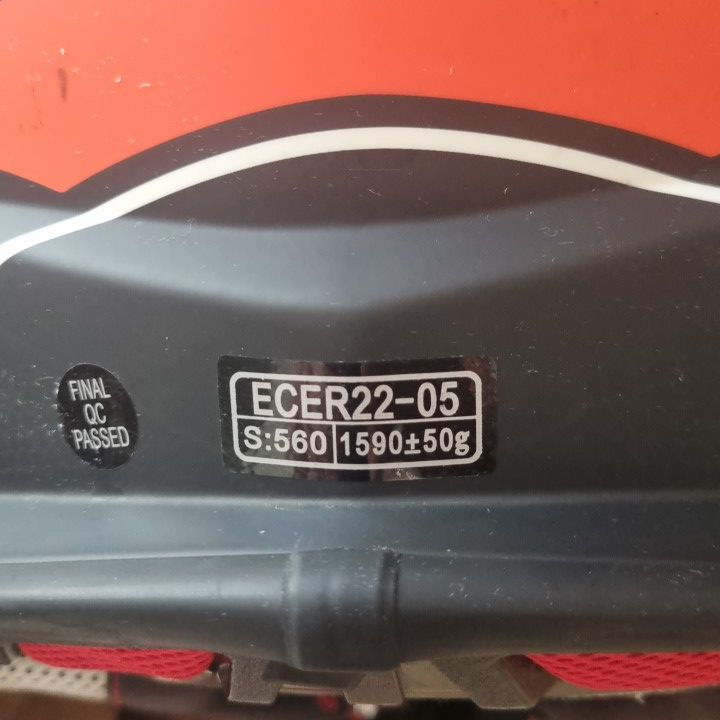 FINAL
QC
PASSED
ECER22-05
S:560
1590±50g